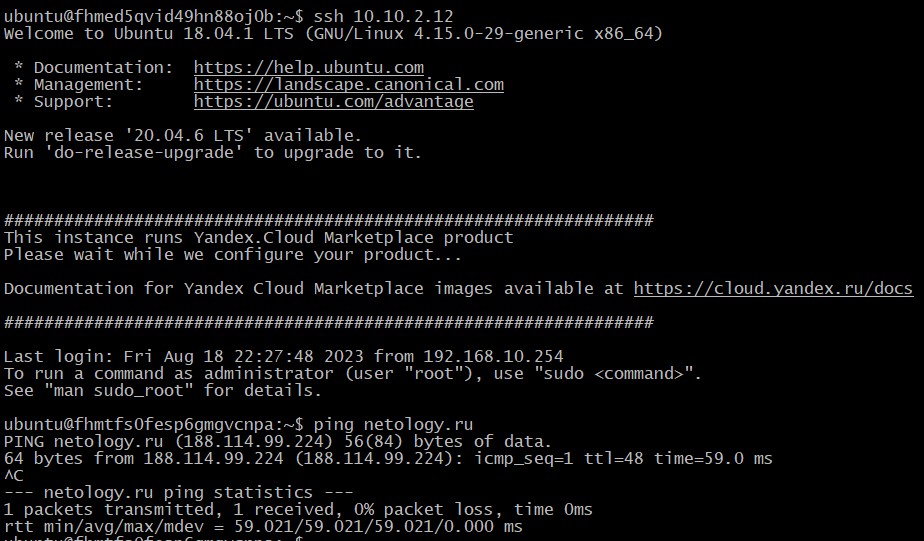 ubuntu@fhmed5qvid49hn88oj0b:~$ ssh 10.10.2.12
Welcome to Ubuntu 18.04.1 LTS (GNU/Linux 4.15.0-29-generic x86_64)
* Documentation:  https://help.ubuntu.com
* Management:     https://landscape.canonical.com
* Support:        https://ubuntu.com/advantage
New release '20.04.6 LTS' available.
Run 'do-release-upgrade' to upgrade to it.
#################################################################
This instance runs Yandex.Cloud Marketplace product
Please wait while we configure your product...
Documentation for Yandex Cloud Marketplace images available at https://cloud.yandex.ru/docs
#################################################################
Last login: Fri Aug 18 22:27:48 2023 from 192.168.10.254
To run a command as administrator (user "root"), use "sudo <command>".
See "man sudo_root" for details.
ubuntu@fhmtfs0fesp6gmgvcnpa:~$ ping netology.ru
PING netology.ru (188.114.99.224) 56(84) bytes of data.
64 bytes from 188.114.99.224 (188.114.99.224): icmp_seq=1 ttl=48 time=59.0 ms
^C
--- netology.ru ping statistics ---
1 packets transmitted, 1 received, 0% packet loss, time 0ms
rtt min/avg/max/mdev = 59.021/59.021/59.021/0.000 ms